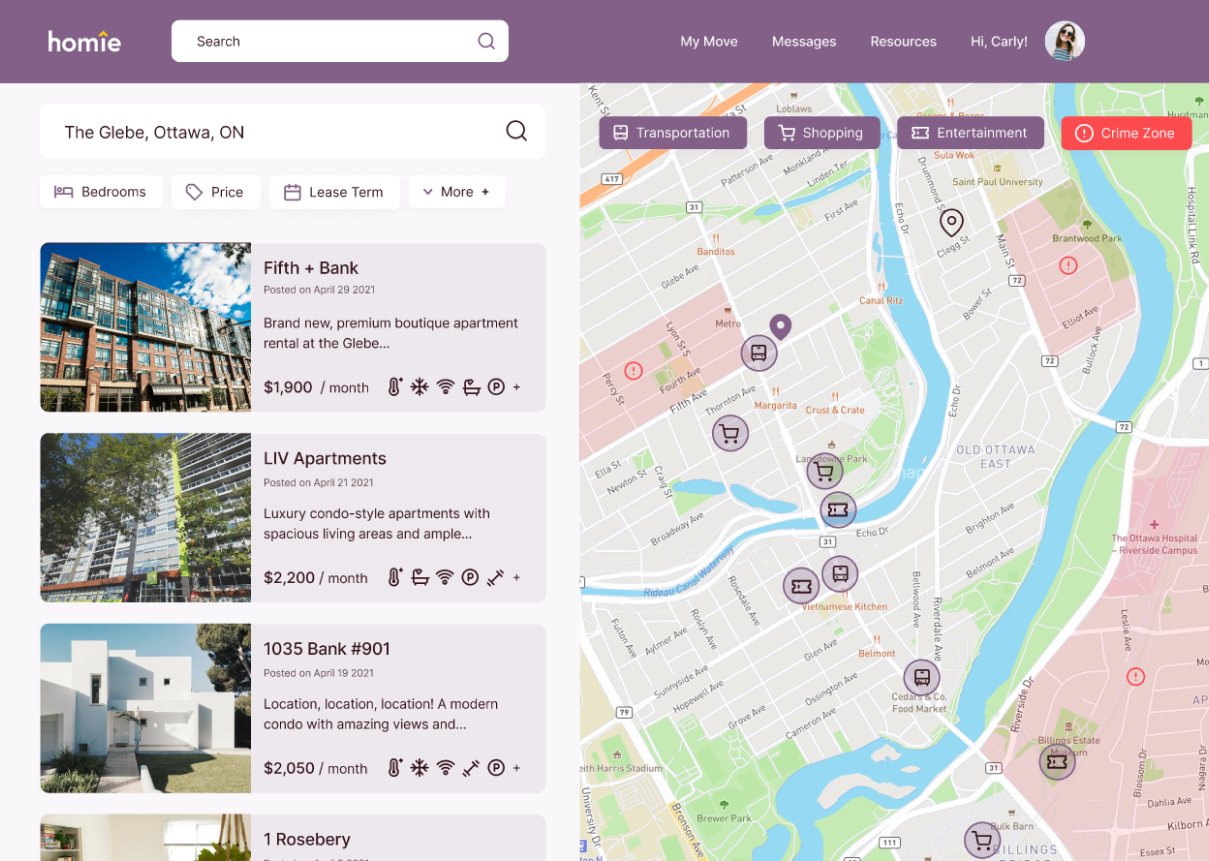 homie
Search
My Move
Messages
Resources
Hi, Carly!
The Glebe, Ottawa, ON
Bedrooms
Price
Lease Term
More +
Fifth + Bank
Posted on April 29 2021
Brand new, premium boutique apartment
rental at the Glebe...
$1,900 / month
P
+
LIV Apartments
Posted on April 21 2021
Luxury condo-style apartments with
spacious living areas and ample...
$2,200 / month
P
+
1035 Bank #901
Posted on April 19 2021
Location, location, location! A modern
condo with amazing views and...
$2,050 / month
P
+
1 Rosebery
Transportation
Shopping
Entertainment
Crime Zone
Kent St
Loblaws
Patterson Ave
Monkland Ave
Linden Ter
Sula Wok
Saint Paul University
Drummond St
Hurdman
Hospital Link Rd
417
31
First Ave
Echo Dr
Clegg St
Main St
Brantwood Park
Banditos
Glebe Ave
Canal Ritz
Bower St
72
Elliot Ave
Metro
Lyon St S
Percy St
Fourth Ave
Fifth Ave
Thornton Ave
Margarita
Crust & Crate
Echo Dr
72
Bullock Ave
1
72
Lansdowne Park
OLD OTTAWA
EAST
Ella St
Newton St
Craig St
Broadway Ave
Echo Dr
31
Brighton Ave
Belmont Ave
The Ottawa Hospital
– Riverside Campus
Rideau Canal Waterway
Vietnamese Kitchen
Rosedale Ave
Bellwood Ave
Riverdale Ave
Leslie Ave
Fulton Ave
Aylmer Ave
Roslyn Ave
Glen Ave
Belmont
Sunnyside Ave
Hopewell Ave
Ossington Ave
Grove Ave
Cameron Ave
Cedars & Co.
Food Market
79
Riverside Dr
Billings Estate
Museum
31
Keith Harris Stadium
University Dr
Bronson Ave
Brewer Park
Blossom Dr
Dahlia Ave
Kilborn
Essex St
111
Bulk Barn
BILLINGS